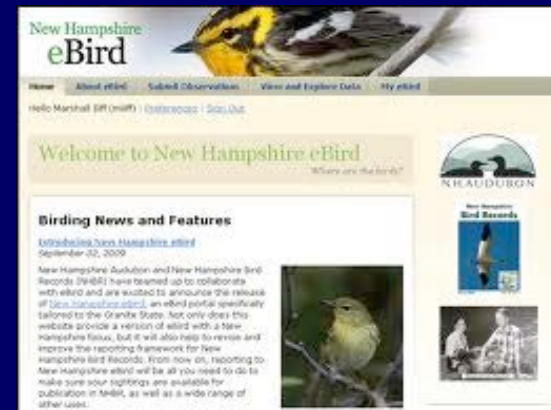 New Hampshire
eBird
Home About eBird Submit Observations View and Explore Data My eBird
Hello Marshall Iliff (miliff) | Preferences | Sign Out
Welcome to New Hampshire eBird
Where are the birds?
Birding News and Features
Introducing New Hampshire eBird
September 02, 2009
New Hampshire Audubon and New Hampshire Bird
Records (NHBR) have teamed up to collaborate
with eBird and are excited to announce the release
of New Hampshire eBird, an eBird portal specifically
tailored to the Granite State. Not only does this
website provide a version of eBird with a New
Hampshire focus, but it will also help to revise and
improve the reporting framework for New
Hampshire Bird Records. From now on, reporting to
New Hampshire eBird will be all you need to do to
make sure your sightings are available for
publication in NHBR, as well as a wide range of
other uses.
NH AUDUBON
New Hampshire
Bird Records